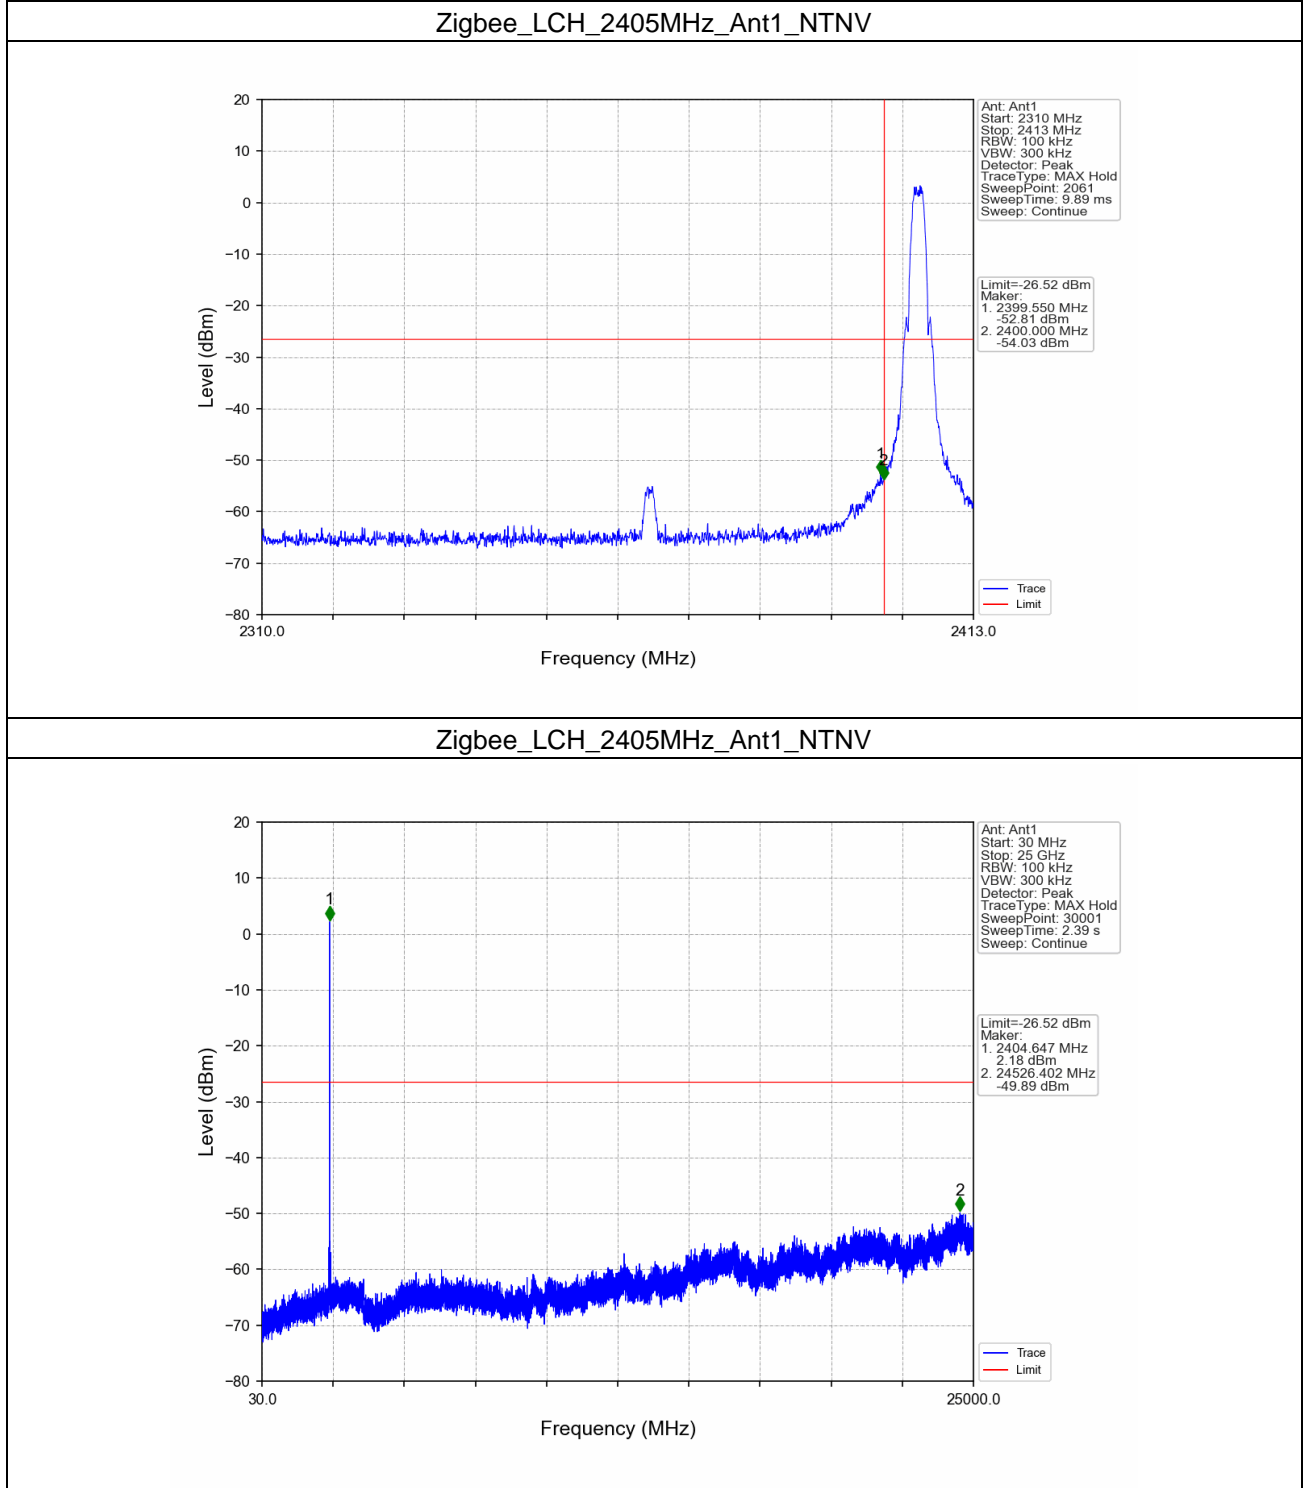 Zigbee_LCH_2405MHz_Ant1_NTNV
20
10
0
−10
−20
−30
−40
−50
−60
−70
−80
Level (dBm)
1
2
2310.0
2413.0
Frequency (MHz)
Ant: Ant1
Start: 2310 MHz
Stop: 2413 MHz
RBW: 100 kHz
VBW: 300 kHz
Detector: Peak
TraceType: MAX Hold
SweepPoint: 2061
SweepTime: 9.89 ms
Sweep: Continue
Limit=-26.52 dBm
Maker:
1. 2399.550 MHz
-52.81 dBm
2. 2400.000 MHz
-54.03 dBm
Trace
Limit
Zigbee_LCH_2405MHz_Ant1_NTNV
20
10
0
−10
−20
−30
−40
−50
−60
−70
−80
Level (dBm)
1
2
30.0
25000.0
Frequency (MHz)
Ant: Ant1
Start: 30 MHz
Stop: 25 GHz
RBW: 100 kHz
VBW: 300 kHz
Detector: Peak
TraceType: MAX Hold
SweepPoint: 30001
SweepTime: 2.39 s
Sweep: Continue
Limit=-26.52 dBm
Maker:
1. 2404.647 MHz
2.18 dBm
2. 24526.402 MHz
-49.89 dBm
Trace
Limit